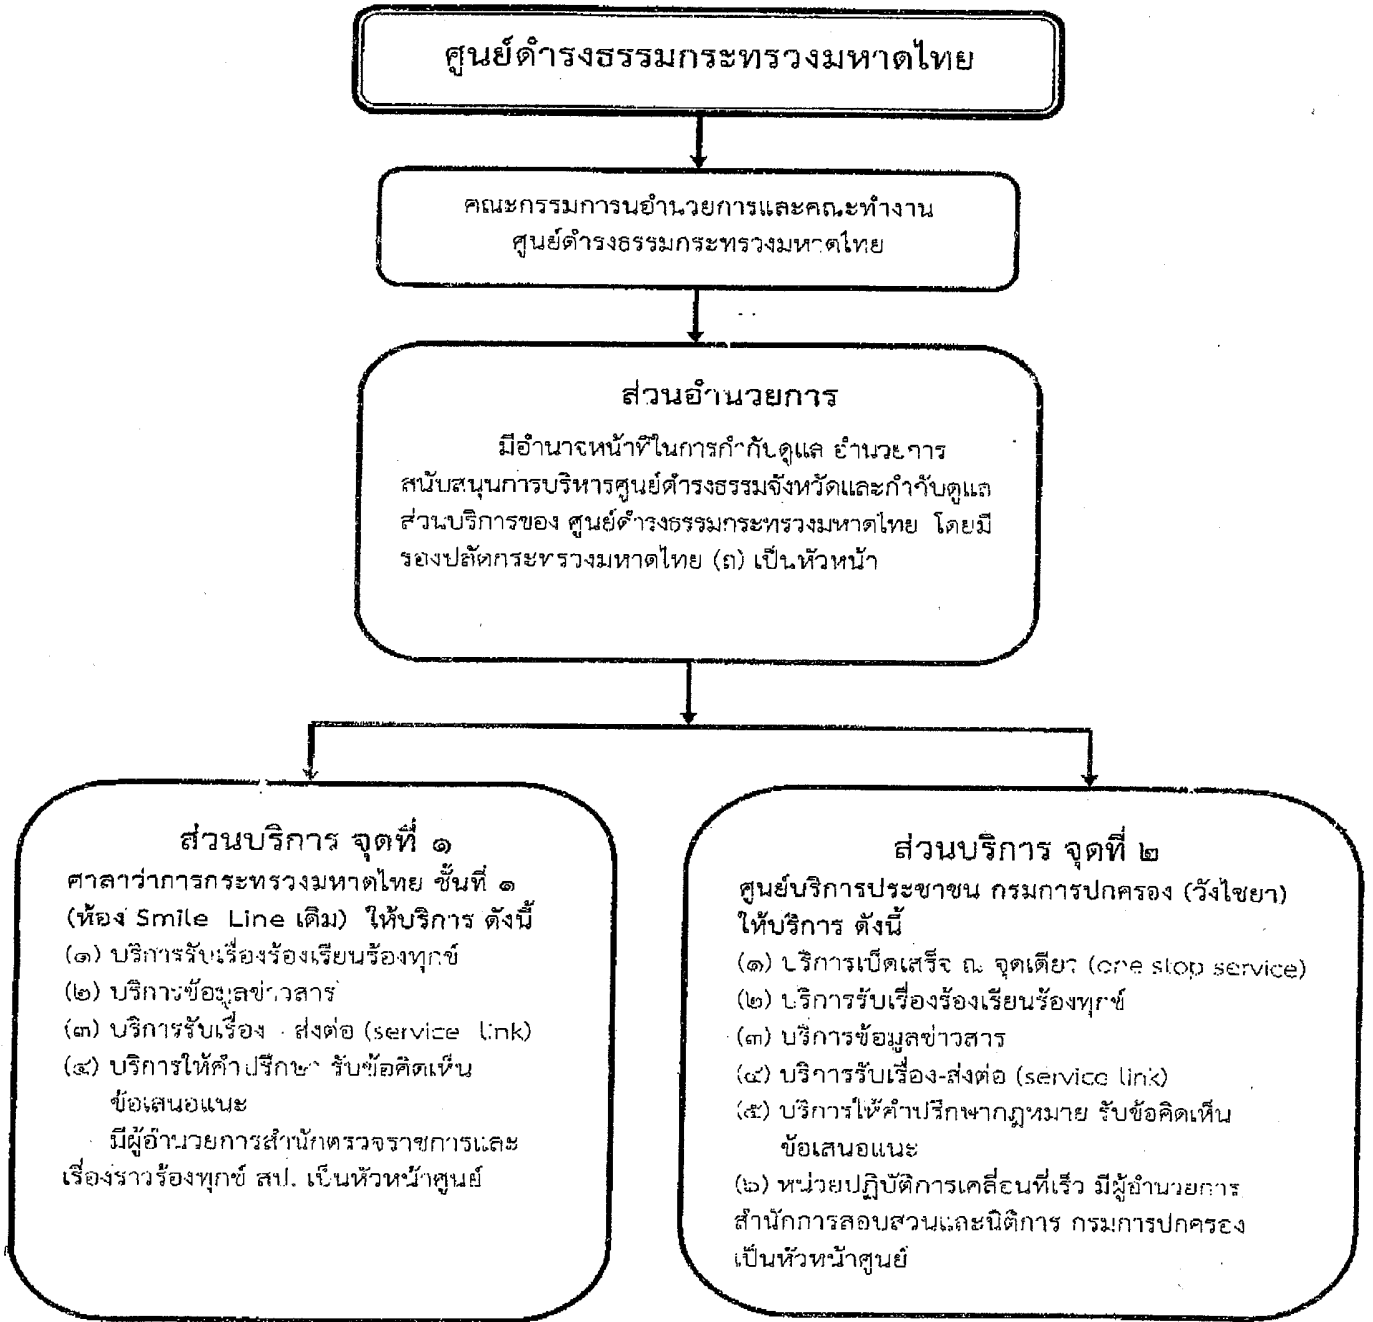 ศูนย์ดำรงธรรมกระทรวงมหาดไทย
คณะกรรมการนอำนวยการและคณะทำงาน
ศูนย์ดำรงธรรมกระทรวงมหาดไทย
ส่วนอำนวยการ
มีอำนาจหน้าที่ในการกำกับดูแล อำนวยการ
สนับสนุนการบริหารศูนย์ดำรงธรรมจังหวัดและกำกับดูแล
ส่วนบริการของ ศูนย์ดำรงธรรมกระทรวงมหาดไทย โดยมี
รองปลัดกระทรวงมหาดไทย (ถ) เป็นหัวหน้า
ส่วนบริการ จุดที่ ๑
ศาลาว่าการกระทรวงมหาดไทย ชั้นที่ ๑
(ห้อง Smile Line เดิม) ให้บริการ ดังนี้
(๑) บริการรับเรื่องร้องเรียนร้องทุกข์
(๒) บริการข้อมูลข่าวสาร
(๓) บริการรับเรื่อง - ส่งต่อ (service link)
(๔) บริการให้คำปรึกษา รับข้อคิดเห็น
ข้อเสนอแนะ
มีผู้อำนวยการสำนักตรวจราชการและ
เรื่องราวร้องทุกข์ สป. เป็นหัวหน้าศูนย์
ส่วนบริการ จุดที่ ๒
ศูนย์บริการประชาชน กรมการปกครอง (วังไชยา)
ให้บริการ ดังนี้
(๑) บริการเบ็ดเสร็จ ณ จุดเดียว (one stop service)
(๒) บริการรับเรื่องร้องเรียนร้องทุกข์
(๓) บริการข้อมูลข่าวสาร
(๔) บริการรับเรื่อง-ส่งต่อ (service link)
(๕) บริการให้คำปรึกษากฎหมาย รับข้อคิดเห็น
ข้อเสนอแนะ
(๖) หน่วยปฏิบัติการเคลื่อนที่เร็ว มีผู้อำนวยการ
สำนักการสอบสวนและนิติการ กรมการปกครอง
เป็นหัวหน้าศูนย์